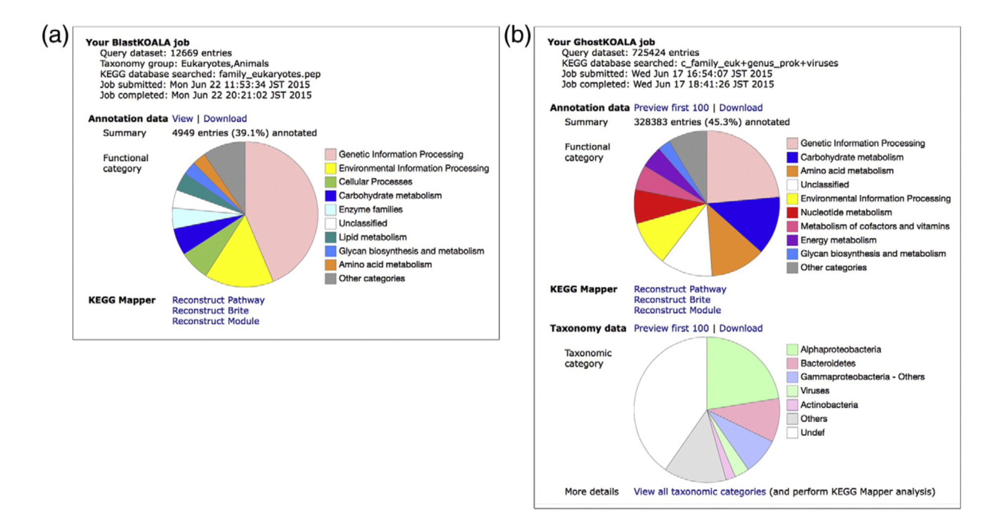 (a)
Your BlastKOALA job
Query dataset: 12669 entries
Taxonomy group: Eukaryotes,Animals
KEGG database searched: family_eukaryotes.pep
Job submitted: Mon Jun 22 11:53:34 JST 2015
Job completed: Mon Jun 22 20:21:02 JST 2015
Annotation data View | Download
Summary 4949 entries (39.1%) annotated
Functional
category
Genetic Information Processing
Environmental Information Processing
Cellular Processes
Carbohydrate metabolism
Enzyme families
Unclassified
Lipid metabolism
Glycan biosynthesis and metabolism
Amino acid metabolism
Other categories
KEGG Mapper Reconstruct Pathway
Reconstruct Brite
Reconstruct Module
(b)
Your GhostKOALA job
Query dataset: 725424 entries
KEGG database searched: c_family_euk+genus_prok+viruses
Job submitted: Wed Jun 17 16:54:07 JST 2015
Job completed: Wed Jun 17 18:41:26 JST 2015
Annotation data Preview first 100 | Download
Summary 328383 entries (45.3%) annotated
Functional
category
Genetic Information Processing
Carbohydrate metabolism
Amino acid metabolism
Unclassified
Environmental Information Processing
Nucleotide metabolism
Metabolism of cofactors and vitamins
Energy metabolism
Glycan biosynthesis and metabolism
Other categories
KEGG Mapper Reconstruct Pathway
Reconstruct Brite
Reconstruct Module
Taxonomy data Preview first 100 | Download
Taxonomic
category
Alphaproteobacteria
Bacteroidetes
Gammaproteobacteria - Others
Viruses
Actinobacteria
Others
Undef
More details View all taxonomic categories (and perform KEGG Mapper analysis)